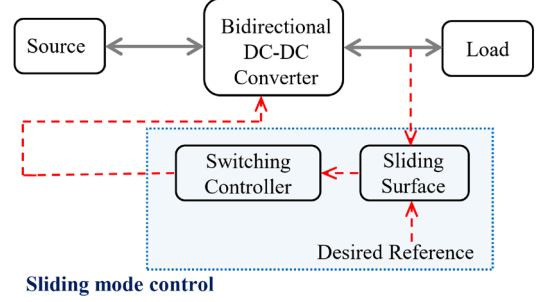 Source
Bidirectional
DC-DC
Converter
Load
Switching
Controller
Sliding
Surface
Desired Reference
Sliding mode control